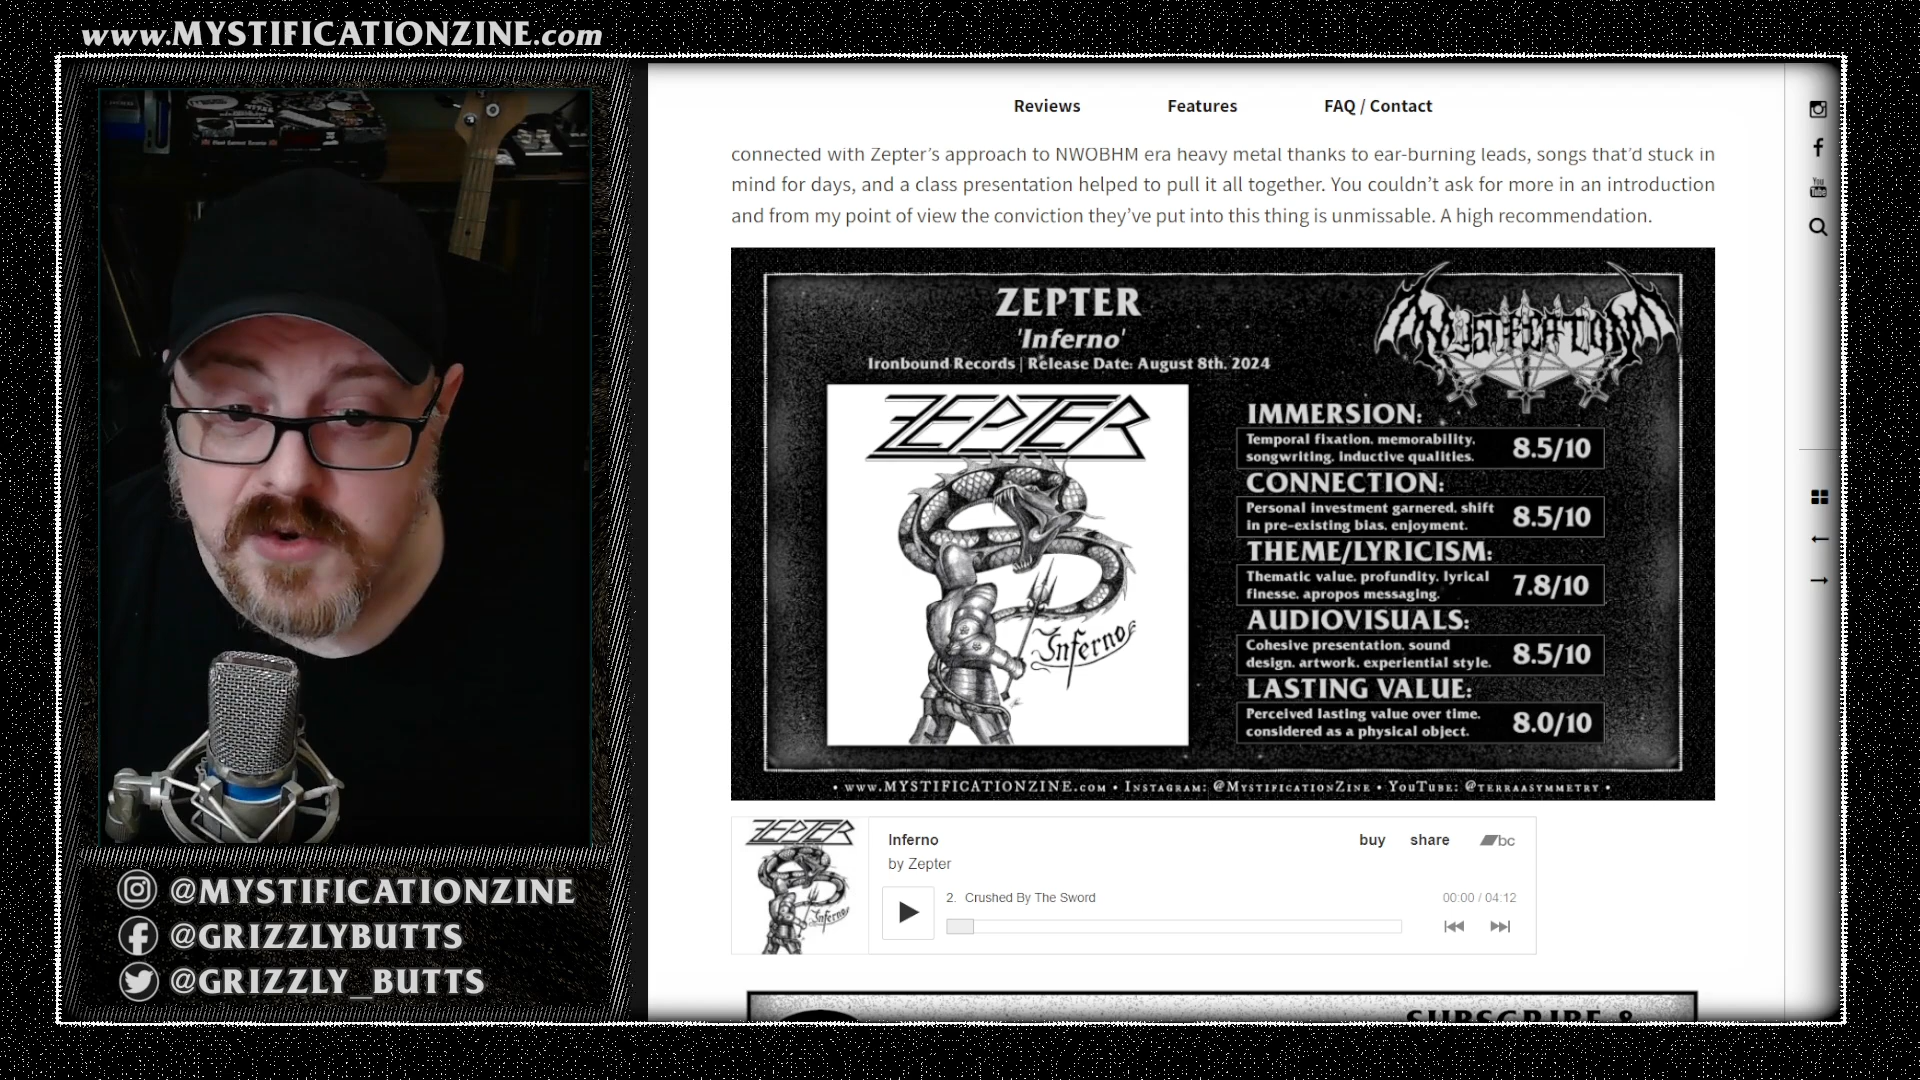 www.MYSTIFICATIONZINE.com
Reviews
Features
FAQ / Contact
connected with Zepter’s approach to NWOBHM era heavy metal thanks to ear-burning leads, songs that’d stuck in
mind for days, and a class presentation helped to pull it all together. You couldn’t ask for more in an introduction
and from my point of view the conviction they’ve put into this thing is unmissable. A high recommendation.
ZEPTER
'Inferno'
Ironbound Records | Release Date: August 8th, 2024
MYSTIFICATION
ZEPTER
Inferno
IMMERSION:
Temporal fixation, memorability,
songwriting, inductive qualities.
8.5/10
CONNECTION:
Personal investment garnered, shift
in pre-existing bias, enjoyment.
8.5/10
THEME/LYRICISM:
Thematic value, profundity, lyrical
finesse, apropos messaging.
7.8/10
AUDIOVISUALS:
Cohesive presentation, sound
design, artwork, experiential style.
8.5/10
LASTING VALUE:
Perceived lasting value over time,
considered as a physical object.
8.0/10
• www.MYSTIFICATIONZINE.com • Instagram: @MystificationZine • YouTube: @terraasymmetry •
ZEPTER
Inferno
Inferno
by Zepter
buy
share
bc
2. Crushed By The Sword
00:00 / 04:12
SUBSCRIBE &
You
Tube
@MYSTIFICATIONZINE
@GRIZZLYBUTTS
@GRIZZLY_BUTTS